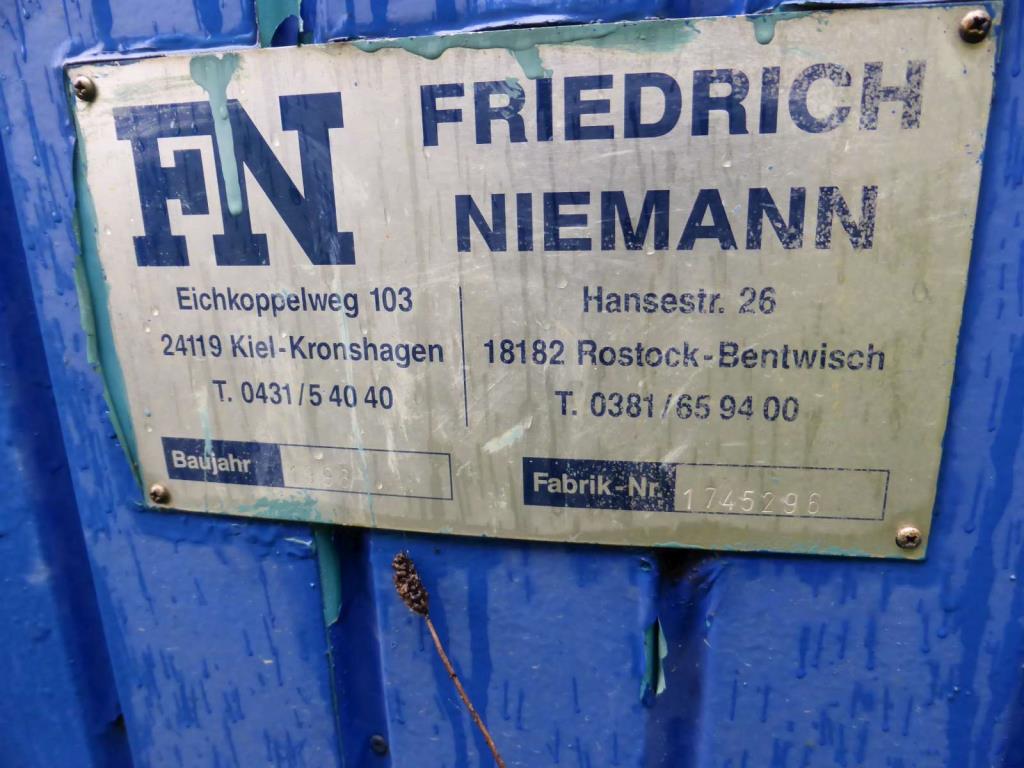 FN
FRIEDRICH
NIEMANN
Eichkoppelweg 103
24119 Kiel-Kronshagen
T. 0431/5 40 40
Hansestr. 26
18182 Rostock-Bentwisch
T. 0381/65 94 00
Baujahr
Fabrik-Nr. 1745296